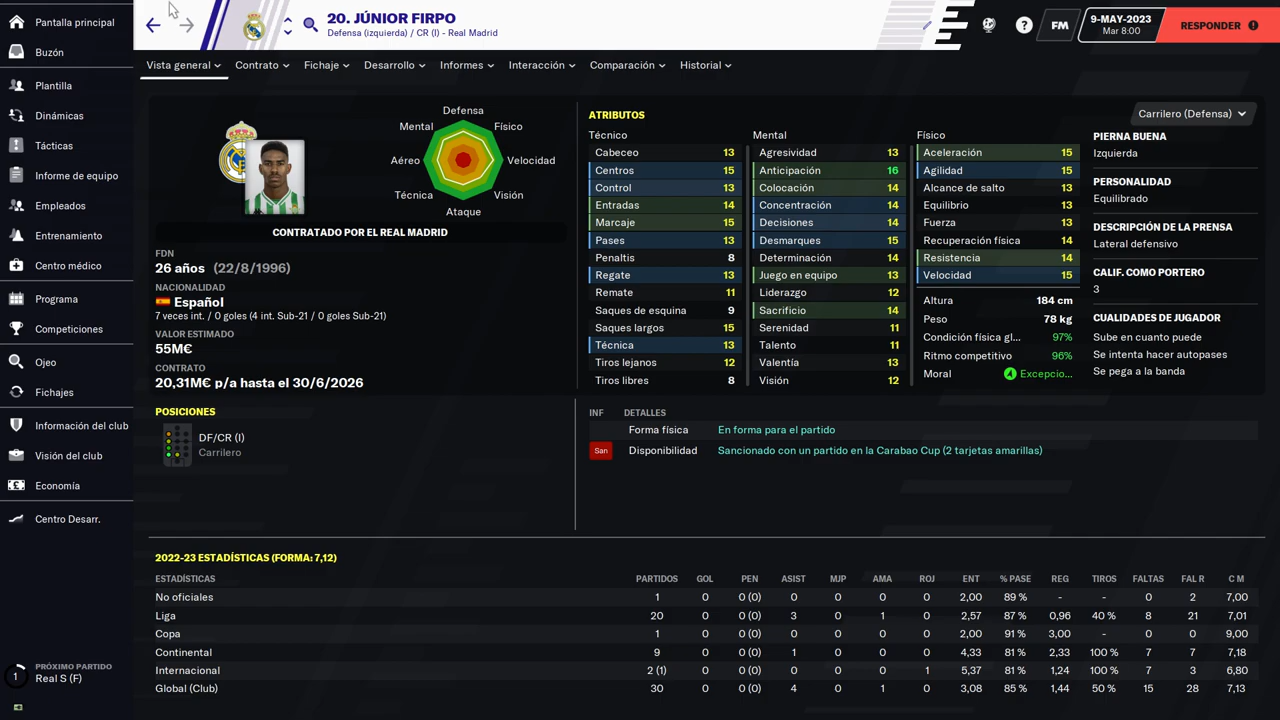 Pantalla principal
Buzón
Plantilla
Dinámicas
Tácticas
Informe de equipo
Empleados
Entrenamiento
Centro médico
Programa
Competiciones
Ojeo
Fichajes
Información del club
Visión del club
Economía
Centro Desarr.
1
PRÓXIMO PARTIDO
Real S (F)
20. JÚNIOR FIRPO
Defensa (izquierda) / CR (I) - Real Madrid
?
FM
9-MAY-2023
Mar 8:00
RESPONDER
Vista general
Contrato
Fichaje
Desarrollo
Informes
Interacción
Comparación
Historial
Defensa
Mental
Físico
Aéreo
Velocidad
Técnica
Visión
Ataque
CONTRATADO POR EL REAL MADRID
FDN
26 años (22/8/1996)
NACIONALIDAD
Español
7 veces int. / 0 goles (4 int. Sub-21 / 0 goles Sub-21)
VALOR ESTIMADO
55M€
CONTRATO
20,31M€ p/a hasta el 30/6/2026
ATRIBUTOS
Técnico
Cabeceo 13
Centros 15
Control 13
Entradas 14
Marcaje 15
Pases 13
Penaltis 8
Regate 13
Remate 11
Saques de esquina 9
Saques largos 15
Técnica 13
Tiros lejanos 12
Tiros libres 8
Mental
Agresividad 13
Anticipación 16
Colocación 14
Concentración 14
Decisiones 14
Desmarques 15
Determinación 14
Juego en equipo 13
Liderazgo 12
Sacrificio 14
Serenidad 11
Talento 11
Valentía 13
Visión 12
Físico
Aceleración 15
Agilidad 15
Alcance de salto 13
Equilibrio 13
Fuerza 13
Recuperación física 14
Resistencia 14
Velocidad 15
Altura 184 cm
Peso 78 kg
Condición física gl... 97%
Ritmo competitivo 96%
Moral Excepcio...
Carrilero (Defensa)
PIERNA BUENA
Izquierda
PERSONALIDAD
Equilibrado
DESCRIPCIÓN DE LA PRENSA
Lateral defensivo
CALIF. COMO PORTERO
3
CUALIDADES DE JUGADOR
Sube en cuanto puede
Se intenta hacer autopases
Se pega a la banda
POSICIONES
DF/CR (I)
Carrilero
INF DETALLES
Forma física En forma para el partido
San Disponibilidad Sancionado con un partido en la Carabao Cup (2 tarjetas amarillas)
2022-23 ESTADÍSTICAS (FORMA: 7,12)
ESTADÍSTICAS PARTIDOS GOL PEN ASIST MJP AMA ROJ ENT % PASE REG TIROS FALTAS FAL R C M
No oficiales 1 0 0 (0) 0 0 0 0 2,00 89 % - - 0 2 7,00
Liga 20 0 0 (0) 3 0 1 0 2,57 87 % 0,96 40 % 8 21 7,01
Copa 1 0 0 (0) 0 0 0 0 2,00 91 % 3,00 - 0 0 9,00
Continental 9 0 0 (0) 1 0 0 0 4,33 81 % 2,33 100 % 7 7 7,18
Internacional 2 (1) 0 0 (0) 0 0 0 1 5,37 81 % 1,24 100 % 7 3 6,80
Global (Club) 30 0 0 (0) 4 0 1 0 3,08 85 % 1,44 50 % 15 28 7,13